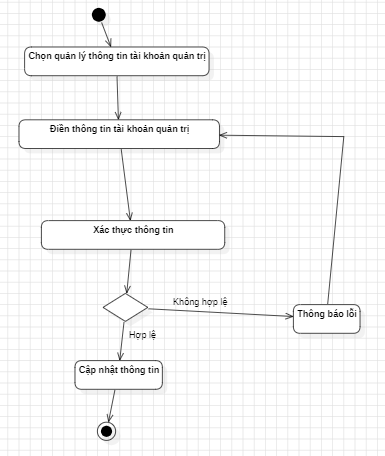 Chọn quản lý thông tin tài khoản quản trị
Điền thông tin tài khoản quản trị
Xác thực thông tin
Không hợp lệ
Thông báo lỗi
Hợp lệ
Cập nhật thông tin